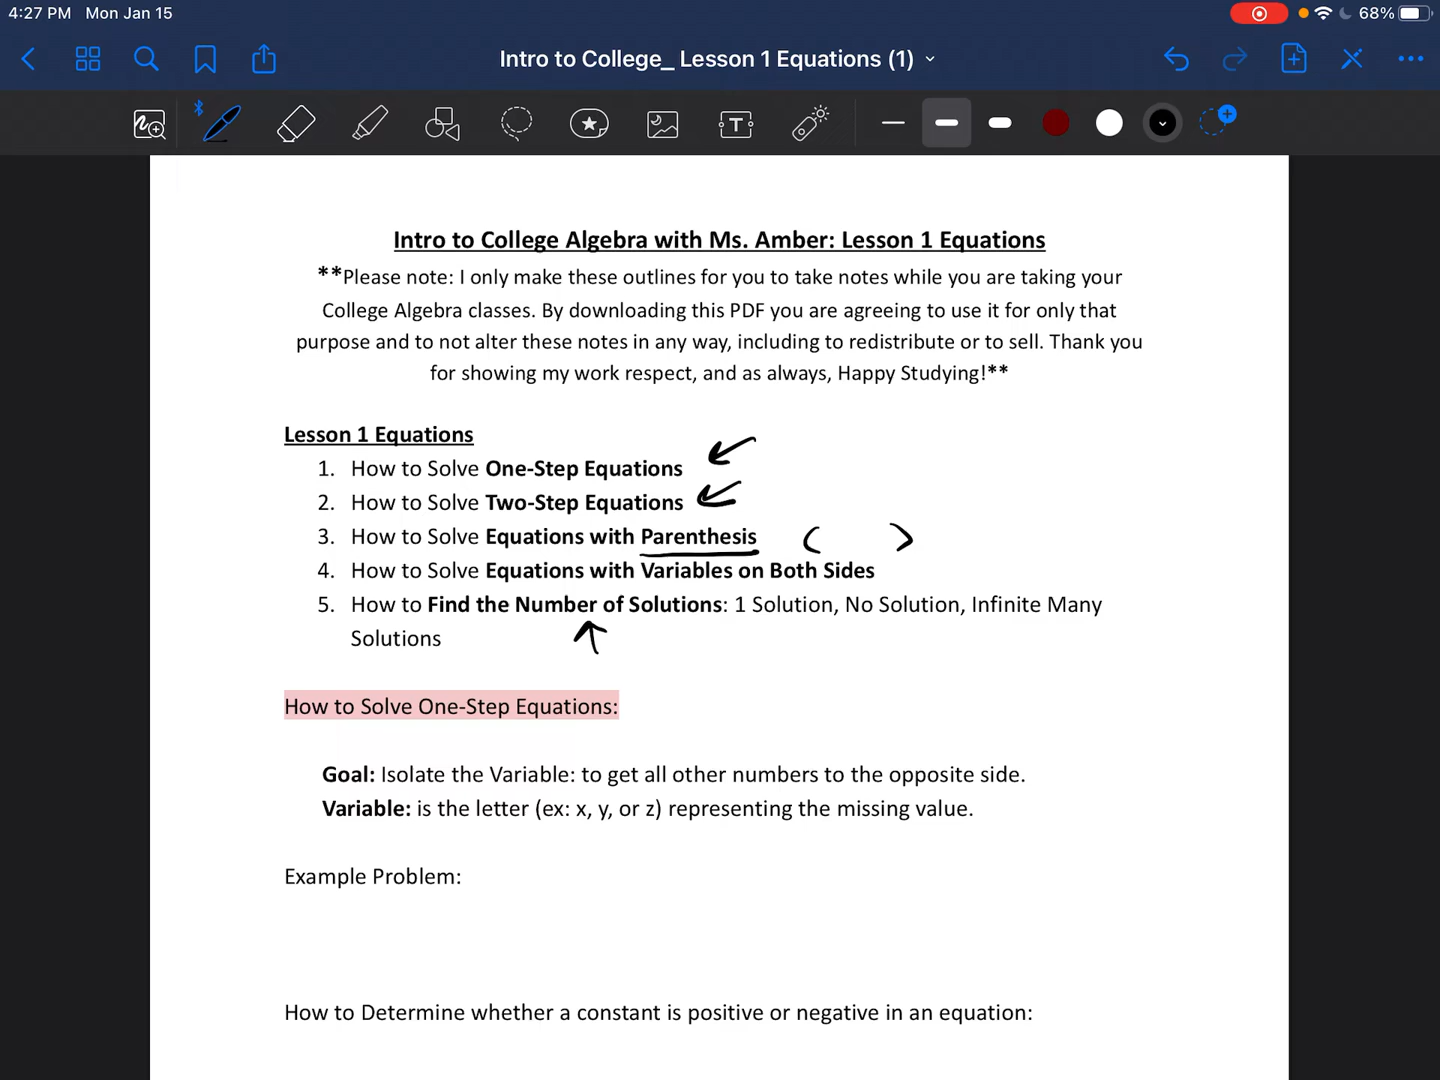 4:27 PM Mon Jan 15
68%
Intro to College_ Lesson 1 Equations (1)
T
Intro to College Algebra with Ms. Amber: Lesson 1 Equations
**Please note: I only make these outlines for you to take notes while you are taking your
College Algebra classes. By downloading this PDF you are agreeing to use it for only that
purpose and to not alter these notes in any way, including to redistribute or to sell. Thank you
for showing my work respect, and as always, Happy Studying!**
Lesson 1 Equations
1. How to Solve One-Step Equations
2. How to Solve Two-Step Equations
3. How to Solve Equations with Parenthesis ( )
4. How to Solve Equations with Variables on Both Sides
5. How to Find the Number of Solutions: 1 Solution, No Solution, Infinite Many
Solutions
How to Solve One-Step Equations:
Goal: Isolate the Variable: to get all other numbers to the opposite side.
Variable: is the letter (ex: x, y, or z) representing the missing value.
Example Problem:
How to Determine whether a constant is positive or negative in an equation: